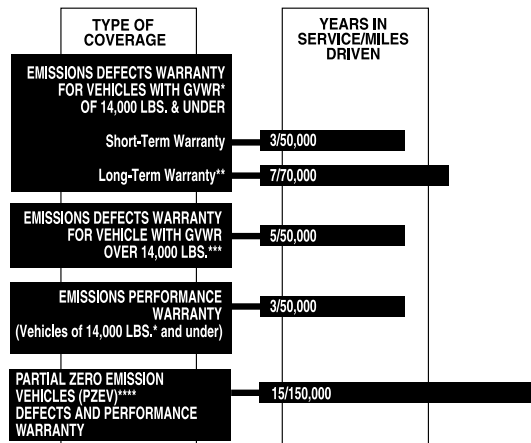 TYPE OF
COVERAGE
YEARS IN
SERVICE/MILES
DRIVEN
EMISSIONS DEFECTS WARRANTY
FOR VEHICLES WITH GVWR*
OF 14,000 LBS. & UNDER
Short-Term Warranty
3/50,000
Long-Term Warranty**
7/70,000
EMISSIONS DEFECTS WARRANTY
FOR VEHICLE WITH GVWR
OVER 14,000 LBS.***
5/50,000
EMISSIONS PERFORMANCE
WARRANTY
(Vehicles of 14,000 LBS.* and under)
3/50,000
PARTIAL ZERO EMISSION
VEHICLES (PZEV)****
DEFECTS AND PERFORMANCE
WARRANTY
15/150,000